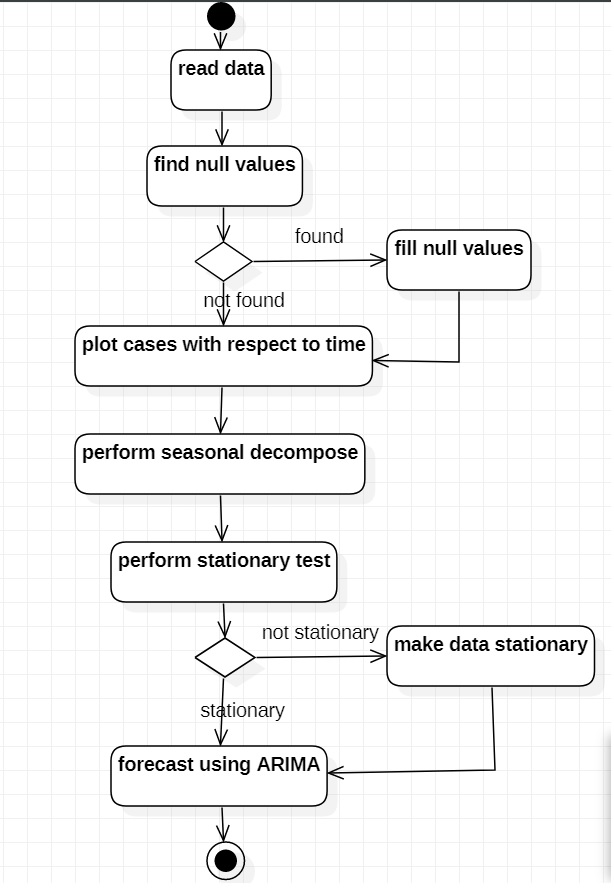 read data
find null values
found
fill null values
not found
plot cases with respect to time
perform seasonal decompose
perform stationary test
not stationary
make data stationary
stationary
forecast using ARIMA